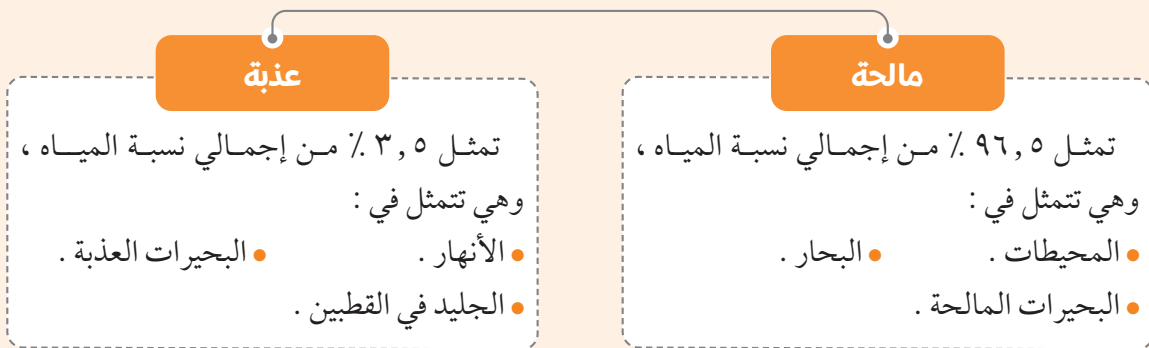 مالحة
تمثل ٩٦,٥ ٪ من إجمالي نسبة المياه ،
وهي تتمثل في :
• المحيطات . • البحار .
• البحيرات المالحة .
عذبة
تمثل ٣,٥ ٪ من إجمالي نسبة المياه ،
وهي تتمثل في :
• الأنهار . • البحيرات العذبة .
• الجليد في القطبين .